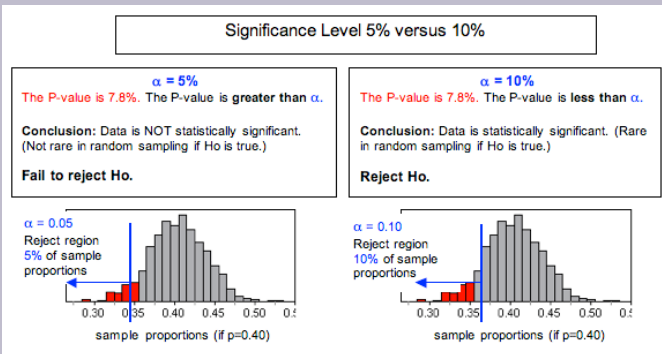 Significance Level 5% versus 10%
α = 5%
The P-value is 7.8%. The P-value is greater than α.
Conclusion: Data is NOT statistically significant.
(Not rare in random sampling if Ho is true.)
Fail to reject Ho.
α = 10%
The P-value is 7.8%. The P-value is less than α.
Conclusion: Data is statistically significant. (Rare
in random sampling if Ho is true.)
Reject Ho.
α = 0.05
Reject region
5% of sample
proportions
0.30 0.35 0.40 0.45 0.50 0.5
sample proportions (if p=0.40)
α = 0.10
Reject region
10% of sample
proportions
0.30 0.35 0.40 0.45 0.50 0.5
sample proportions (if p=0.40)